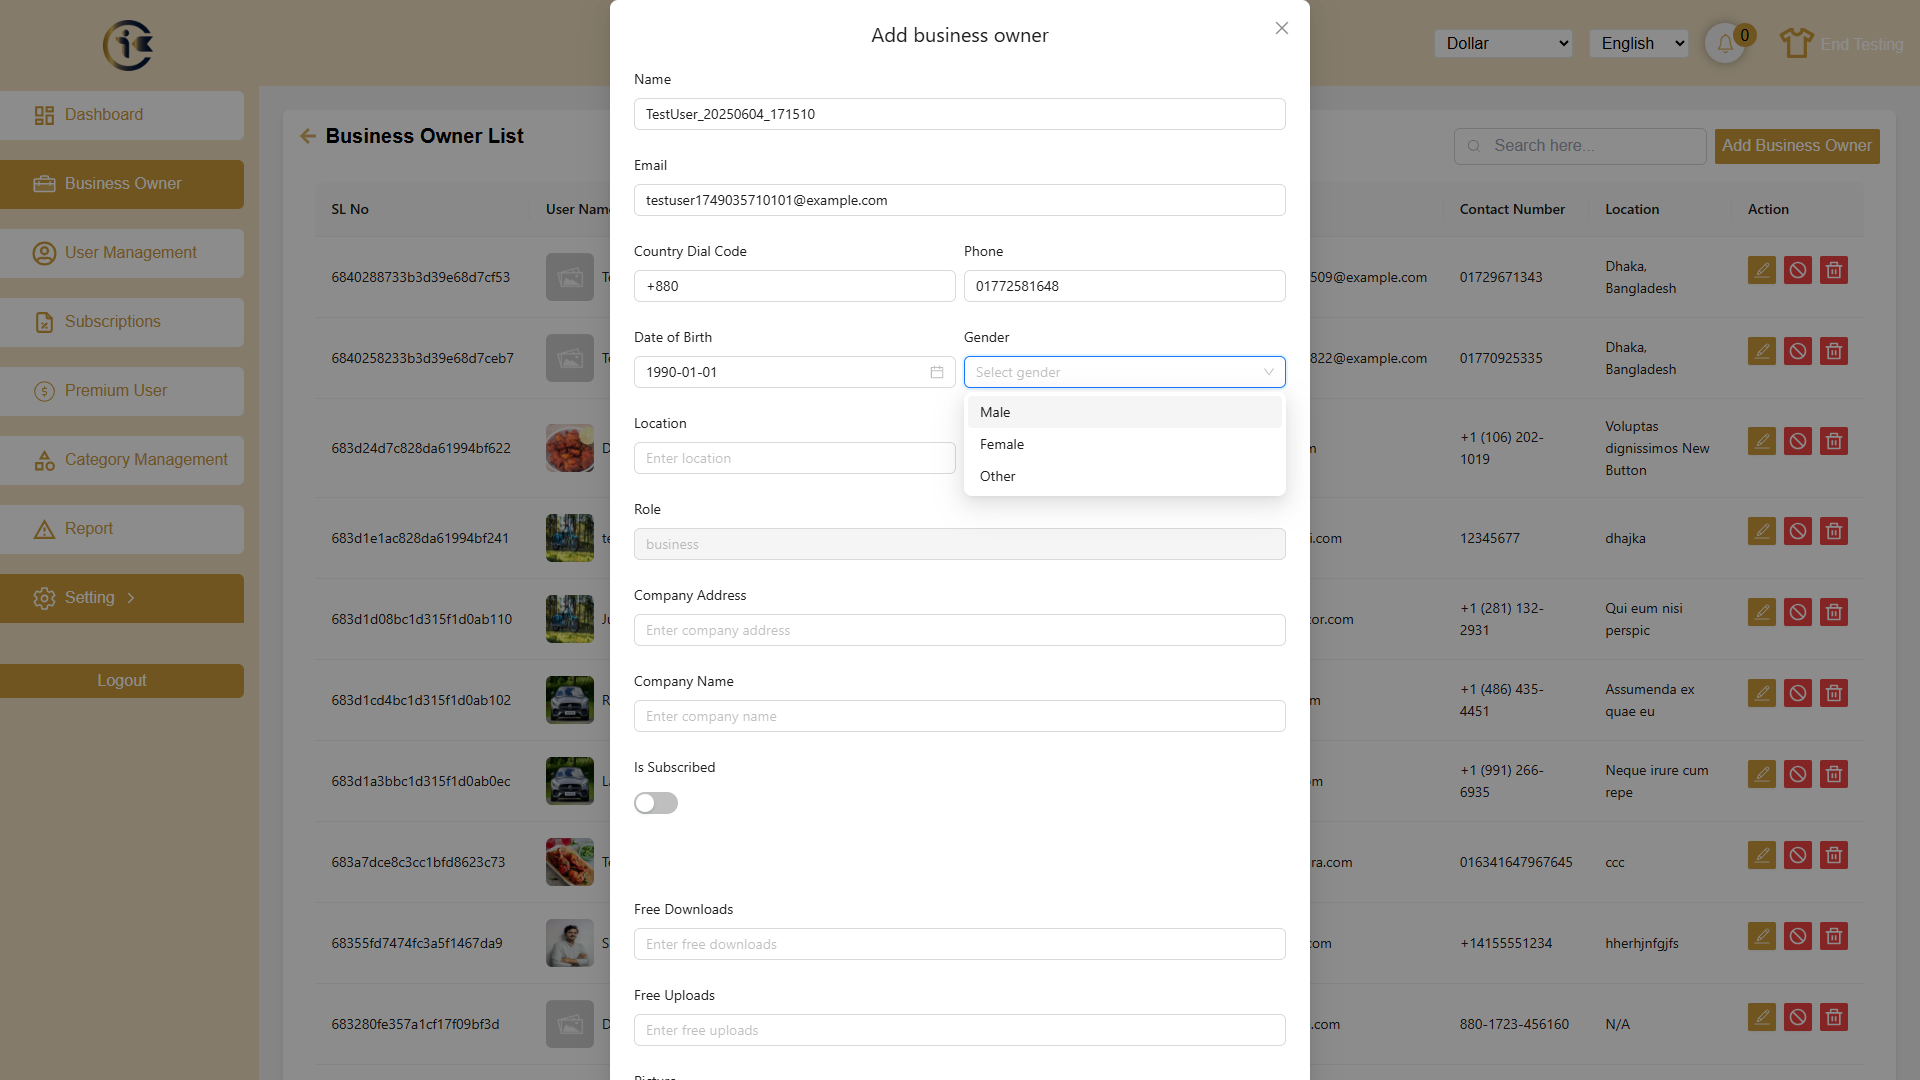 Add business owner
Dollar
English
0
End Testing
Dashboard
Business Owner
User Management
Subscriptions
Premium User
Category Management
Report
Setting
Logout
Business Owner List
Search here...
Add Business Owner
Name
TestUser_20250604_171510
Email
testuser1749035710101@example.com
Country Dial Code
Phone
+880
01772581648
Date of Birth
Gender
1990-01-01
Select gender
Male
Female
Other
Location
Enter location
Role
business
Company Address
Enter company address
Company Name
Enter company name
Is Subscribed
Free Downloads
Enter free downloads
Free Uploads
Enter free uploads
SL No
User Name
Contact Number
Location
Action
6840288733b3d39e68d7cf53
509@example.com
01729671343
Dhaka,
Bangladesh
6840258233b3d39e68d7ceb7
822@example.com
01770925335
Dhaka,
Bangladesh
683d24d7c828da61994bf622
+1 (106) 202-
1019
Voluptas
dignissimos New
Button
683d1e1ac828da61994bf241
te
i.com
12345677
dhajka
683d1d08bc1d315f1d0ab110
Ju
tor.com
+1 (281) 132-
2931
Qui eum nisi
perspic
683d1cd4bc1d315f1d0ab102
R
m
+1 (486) 435-
4451
Assumenda ex
quae eu
683d1a3bbc1d315f1d0ab0ec
La
m
+1 (991) 266-
6935
Neque irure cum
repe
683a7dce8c3cc1bfd8623c73
Te
ra.com
016341647967645
ccc
68355fd7474fc3a5f1467da9
S
com
+14155551234
hherhjnfgjfs
683280fe357a1cf17f09bf3d
D
.com
880-1723-456160
N/A